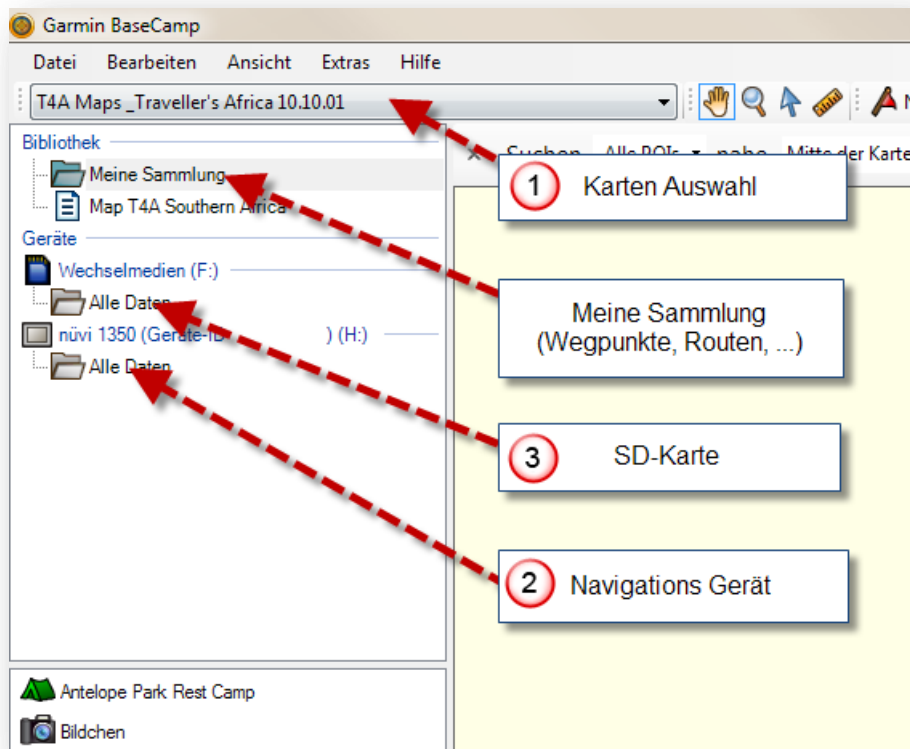 Garmin BaseCamp
Datei Bearbeiten Ansicht Extras Hilfe
T4A Maps _Traveller's Africa 10.10.01
Bibliothek
Suchen Alle POIs nahe Mitte der Karte
Meine Sammlung
1 Karten Auswahl
Map T4A Southern Africa
Geräte
Wechselmedien (F:)
Alle Daten
Meine Sammlung
(Wegpunkte, Routen, ...)
nüvi 1350 (Geräte-ID ) (H:)
Alle Daten
3 SD-Karte
2 Navigations Gerät
Antelope Park Rest Camp
Bildchen